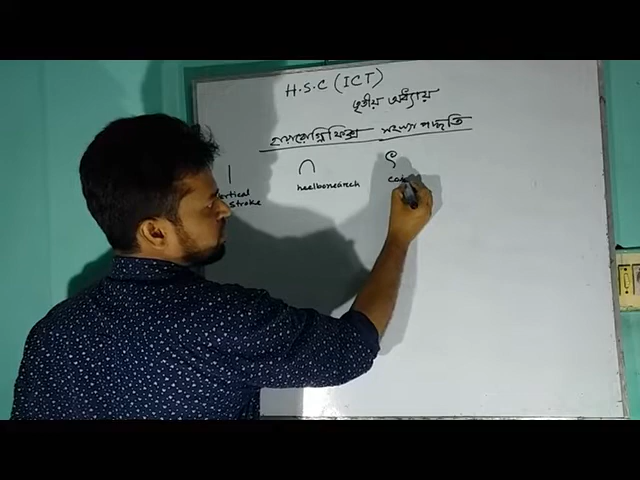 H.S.C (ICT)
তৃতীয় অধ্যায়
হায়ারোগ্লিফিক্স সংখ্যা পদ্ধতি
| ∩
vertical heelbonearch
stroke